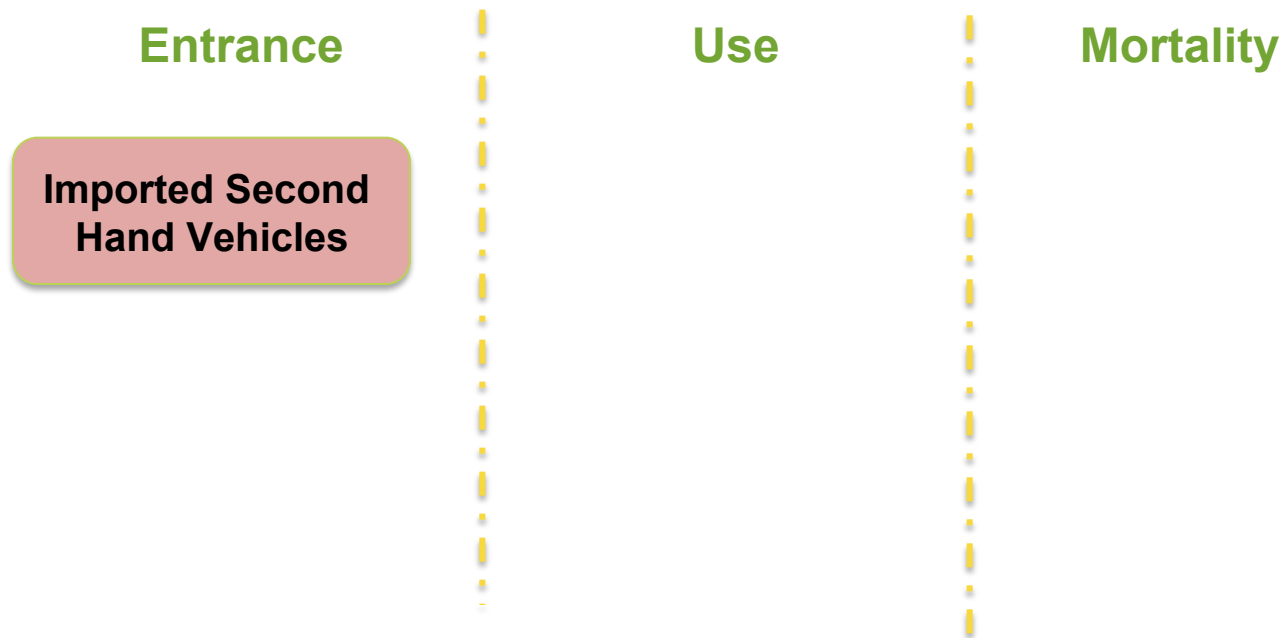 Entrance
Use
Mortality
Imported Second
Hand Vehicles